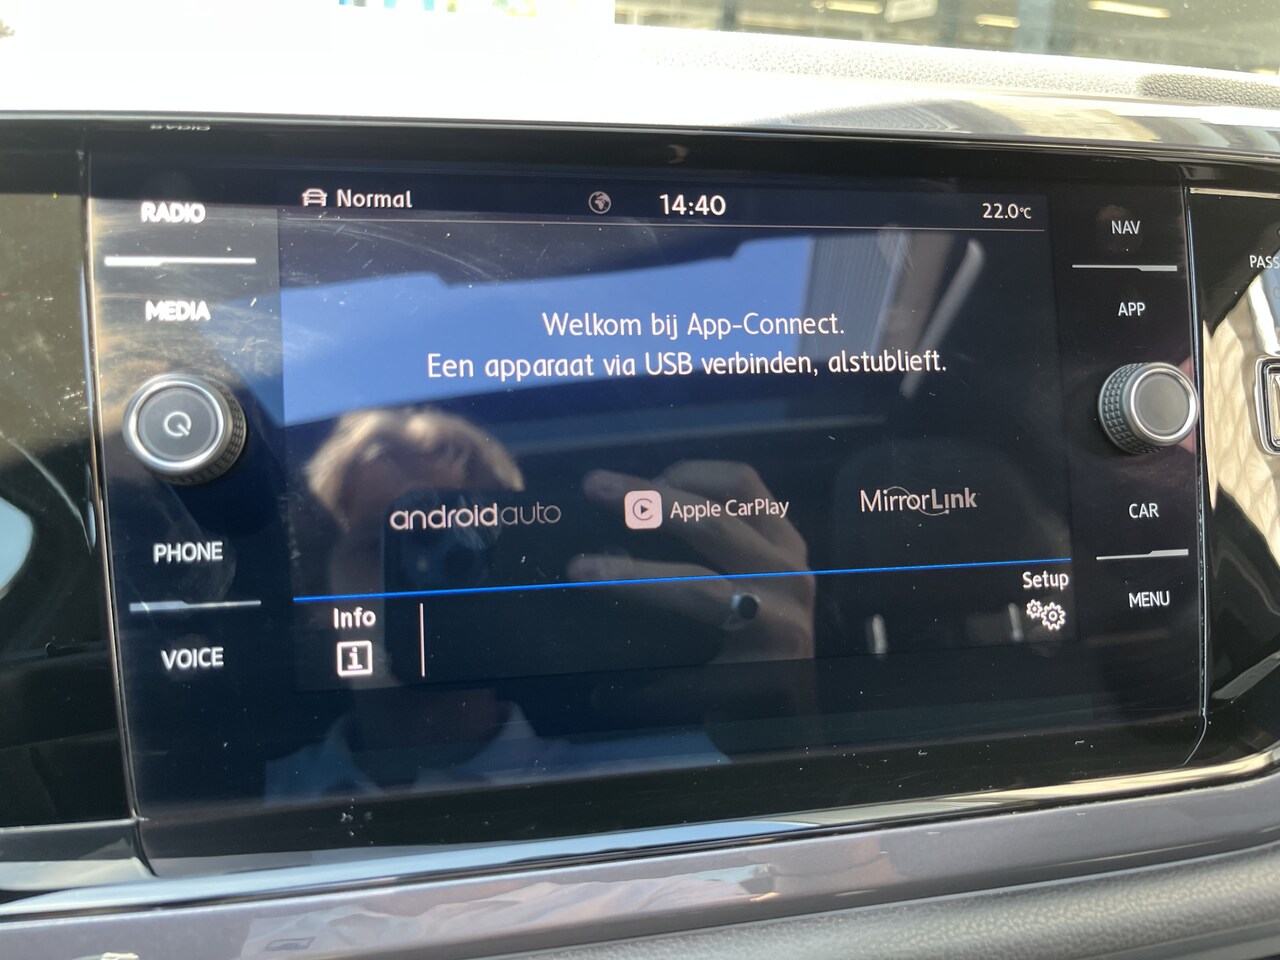 RADIO
MEDIA
PHONE
VOICE
Normal
14:40
22.0°C
Welkom bij App-Connect.
Een apparaat via USB verbinden, alstublieft.
androidauto
Apple CarPlay
MirrorLink
Info
i
Setup
NAV
APP
CAR
MENU
PASS